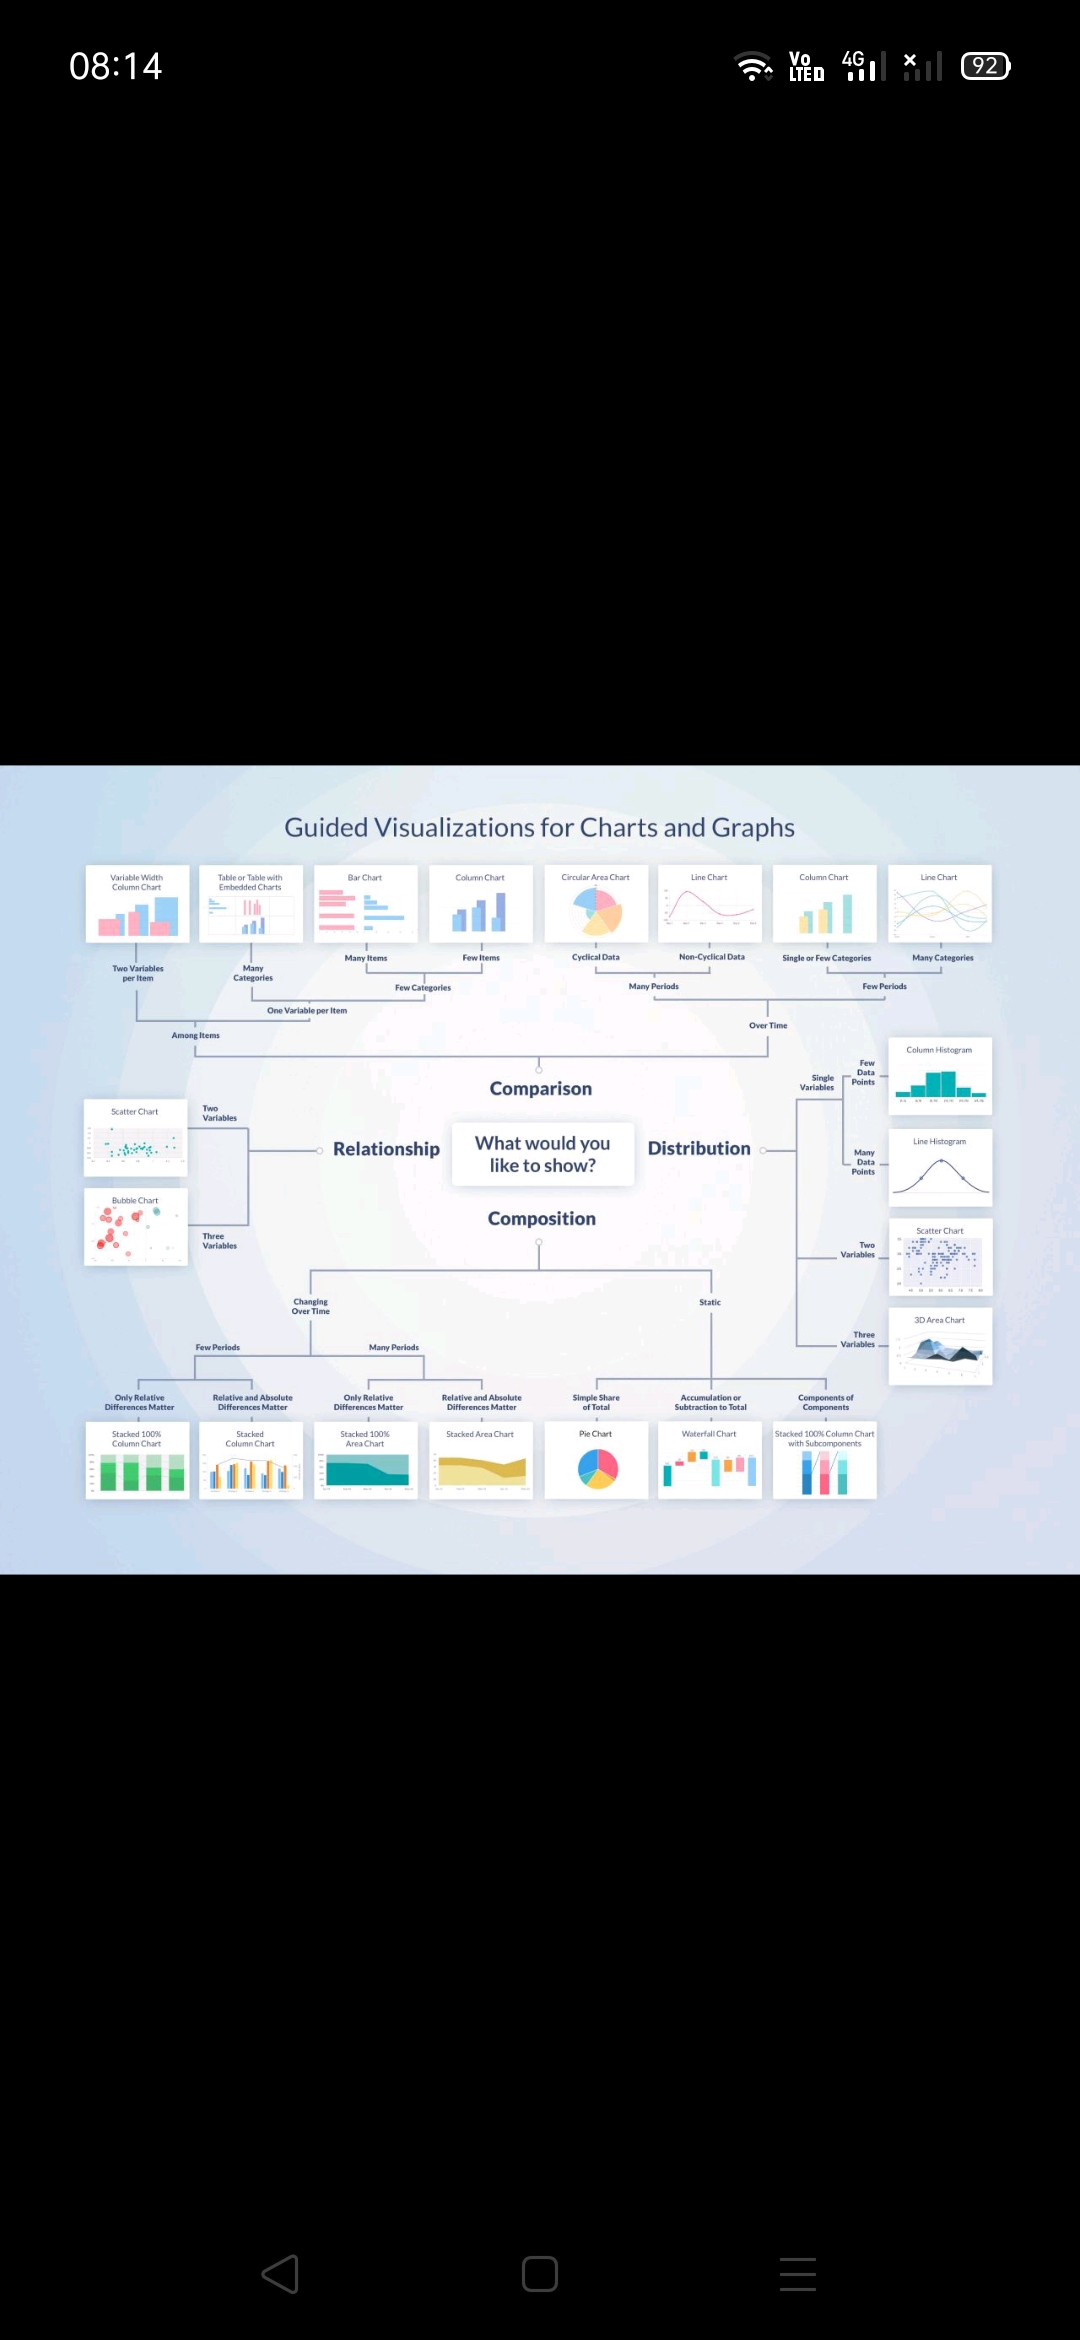 08:14
Vo
LTE D
4G
92
Guided Visualizations for Charts and Graphs
Variable Width
Column Chart
Table or Table with
Embedded Charts
Bar Chart
Column Chart
Circular Area Chart
Line Chart
Column Chart
Line Chart
Two Variables
per Item
Many
Categories
Many Items
Few Items
Cyclical Data
Non-Cyclical Data
Single or Few Categories
Many Categories
Few Categories
Many Periods
Few Periods
One Variable per Item
Among Items
Over Time
Comparison
Relationship
What would you
like to show?
Distribution
Composition
Scatter Chart
Two
Variables
Bubble Chart
Three
Variables
Single
Variables
Few
Data
Points
Column Histogram
Many
Data
Points
Line Histogram
Two
Variables
Scatter Chart
Three
Variables
3D Area Chart
Changing
Over Time
Static
Few Periods
Many Periods
Only Relative
Differences Matter
Relative and Absolute
Differences Matter
Only Relative
Differences Matter
Relative and Absolute
Differences Matter
Simple Share
of Total
Accumulation or
Subtraction to Total
Components of
Components
Stacked 100%
Column Chart
Stacked
Column Chart
Stacked 100%
Area Chart
Stacked Area Chart
Pie Chart
Waterfall Chart
Stacked 100% Column Chart
with Subcomponents